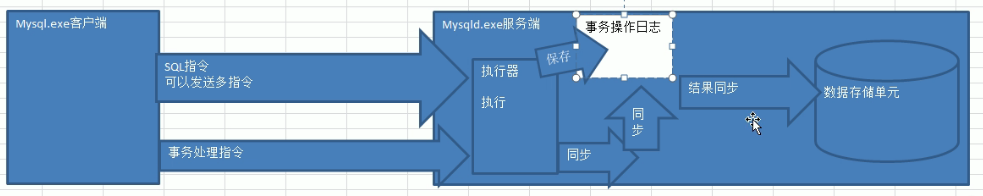 Mysql.exe客户端
Mysqld.exe服务端
事务操作日志
保存
SQL指令
可以发送多指令
执行器
执行
结果同步
数据存储单元
同
步
事务处理指令
同步